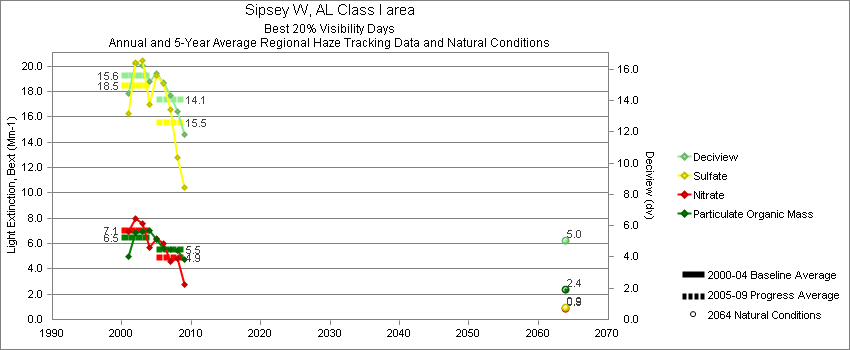 Sipsey W, AL Class I area
Best 20% Visibility Days
Annual and 5-Year Average Regional Haze Tracking Data and Natural Conditions
Light Extinction, Bext (Mm-1)
20.0
18.0
16.0
14.0
12.0
10.0
8.0
6.0
4.0
2.0
0.0
15.6
18.5
14.1
15.5
7.1
6.5
5.5
4.9
5.0
2.4
0.9
16.0
14.0
12.0
10.0
8.0
6.0
4.0
2.0
0.0
Deciview (dv)
1990 2000 2010 2020 2030 2040 2050 2060 2070
Deciview
Sulfate
Nitrate
Particulate Organic Mass
2000-04 Baseline Average
2005-09 Progress Average
2064 Natural Conditions